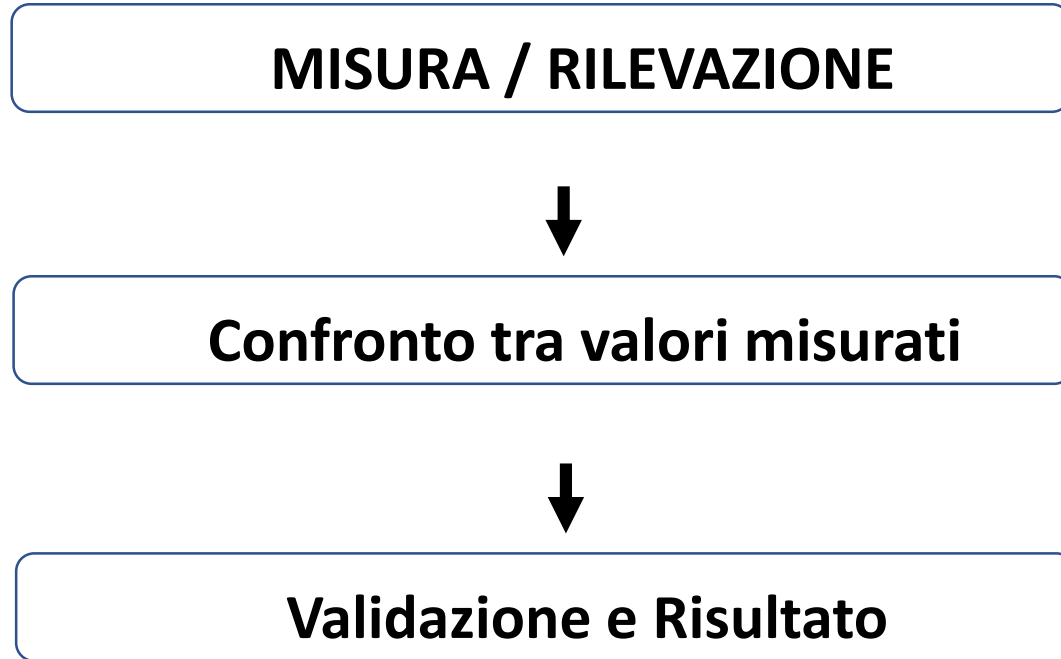 MISURA / RILEVAZIONE
Confronto tra valori misurati
Validazione e Risultato